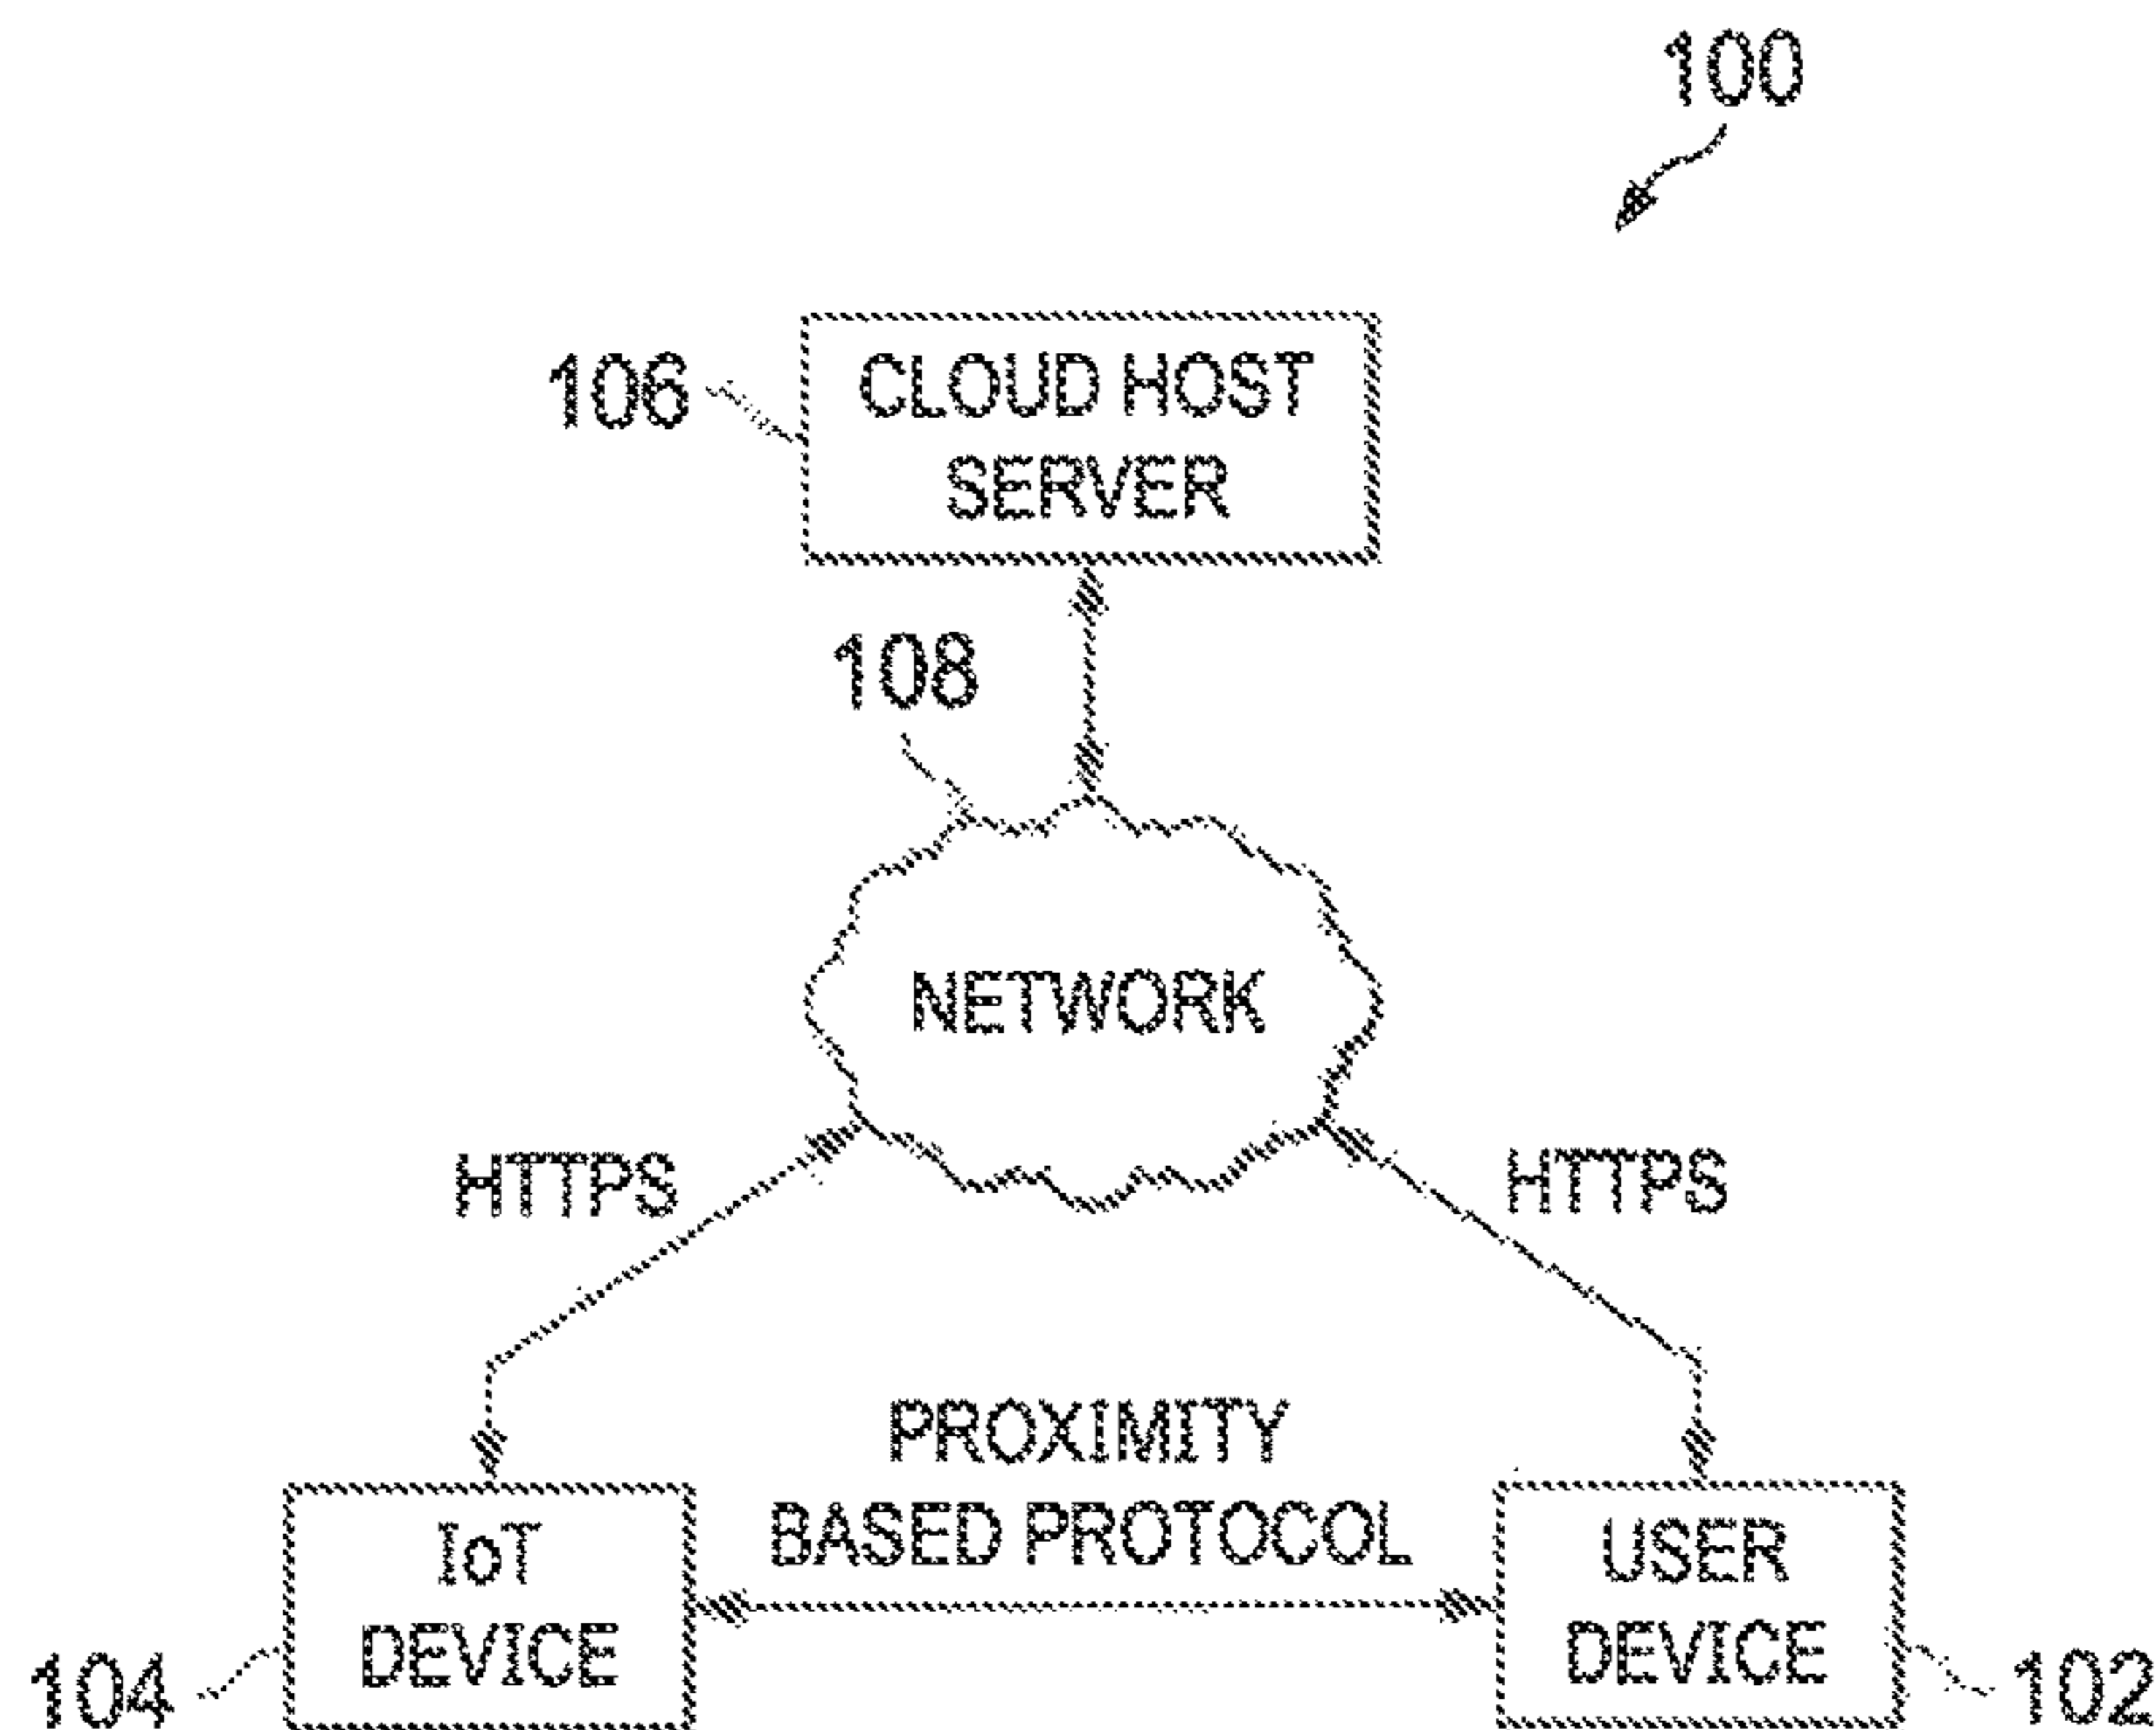 100
106
CLOUD HOST
SERVER
108
NETWORK
HTTPS
HTTPS
PROXIMITY
BASED PROTOCOL
IoT
DEVICE
USER
DEVICE
104
102